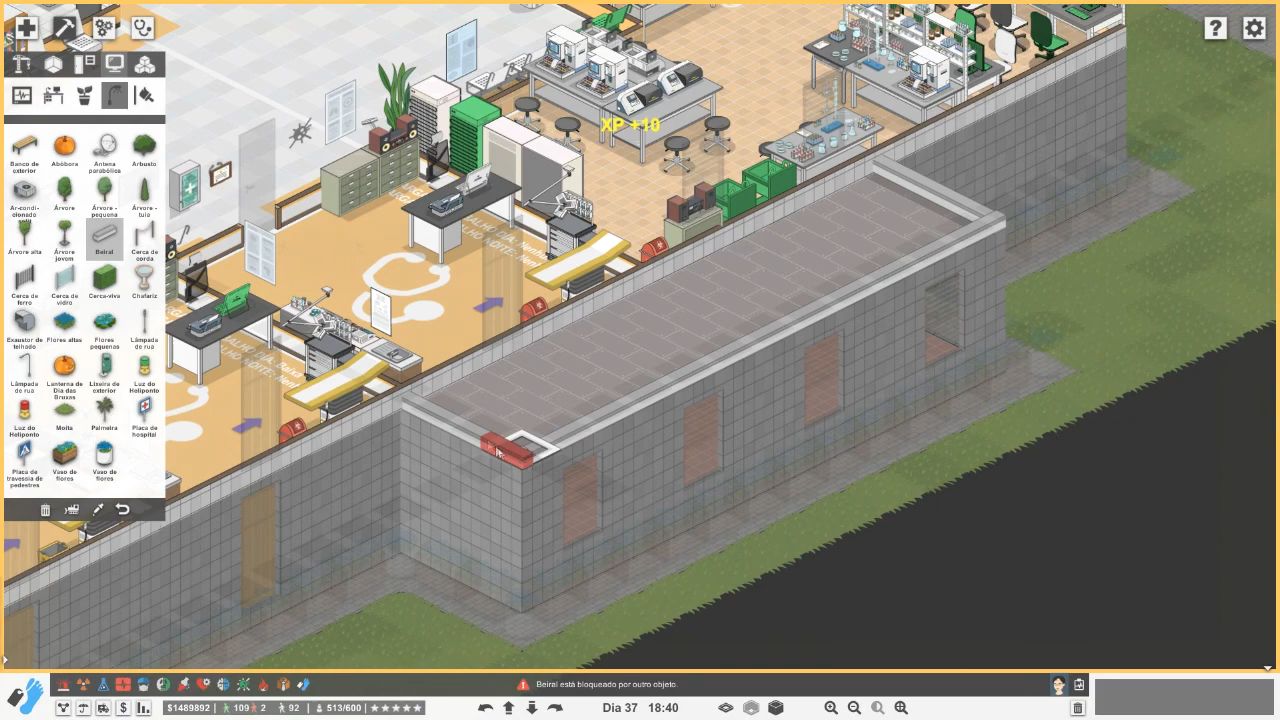 ?
XP +10
Banco de exterior
Abóbora
Antena parabólica
Arbusto
Ar-condi-cionado
Árvore
Árvore - pequena
Árvore - tuia
Árvore alta
Árvore jovem
Beiral
Cerca de corda
Cerca de ferro
Cerca de vidro
Cerca-viva
Chafariz
Exaustor de telhado
Flores altas
Flores pequenas
Lâmpada de rua
Lâmpada de rua
Lanterna de Dia das Bruxas
Lixeira de exterior
Luz do Heliponto
Luz do Heliponto
Moita
Palmeira
Placa de hospital
Placa de travessia de pedestres
Vaso de flores
Vaso de flores
Beiral está bloqueado por outro objeto.
$1489892 | 109 2 | 92 | 513/600
Dia 37 18:40